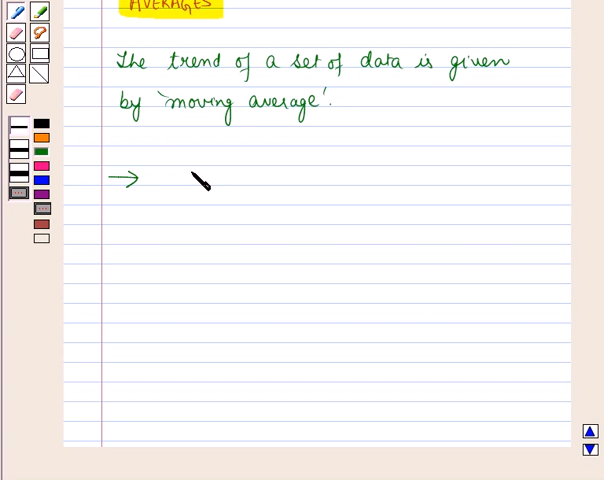 AVERAGES
The trend of a set of data is given
by 'moving average'.
→